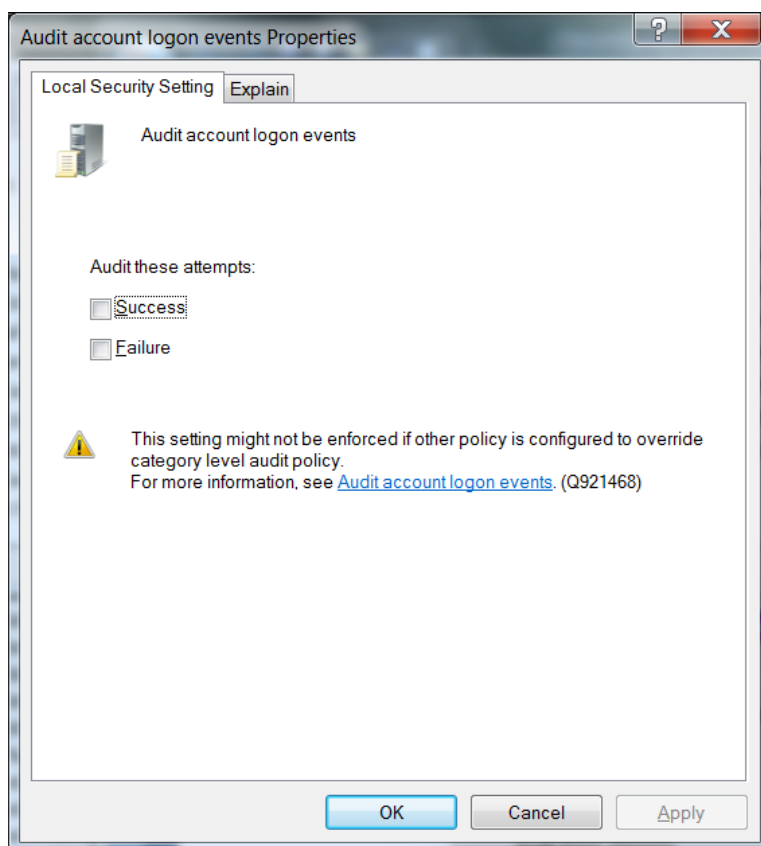 Audit account logon events Properties
Local Security Setting Explain
Audit account logon events
Audit these attempts:
Success
Failure
This setting might not be enforced if other policy is configured to override
category level audit policy.
For more information, see Audit account logon events. (Q921468)
OK Cancel Apply